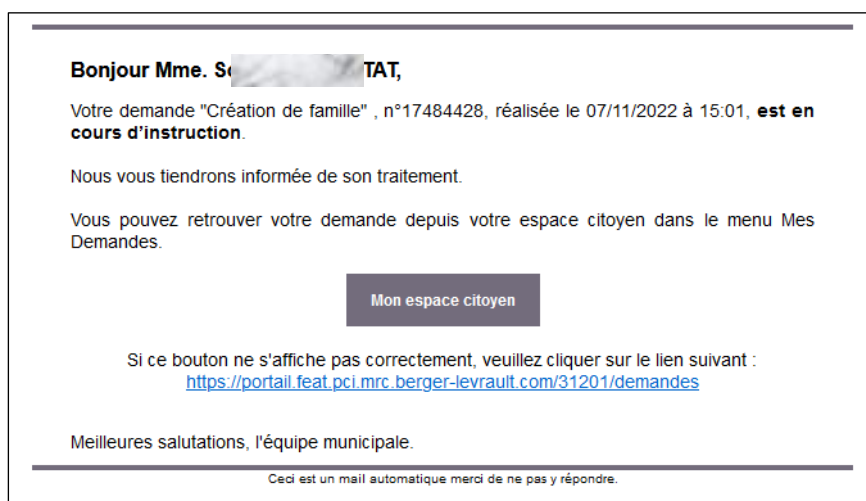 Bonjour Mme. TAT,
Votre demande "Création de famille" , n°17484428, réalisée le 07/11/2022 à 15:01, est en
cours d'instruction.
Nous vous tiendrons informée de son traitement.
Vous pouvez retrouver votre demande depuis votre espace citoyen dans le menu Mes
Demandes.
Mon espace citoyen
Si ce bouton ne s'affiche pas correctement, veuillez cliquer sur le lien suivant :
https://portail.feat.pci.mrc.berger-levrault.com/31201/demandes
Meilleures salutations, l'équipe municipale.
Ceci est un mail automatique merci de ne pas y répondre.